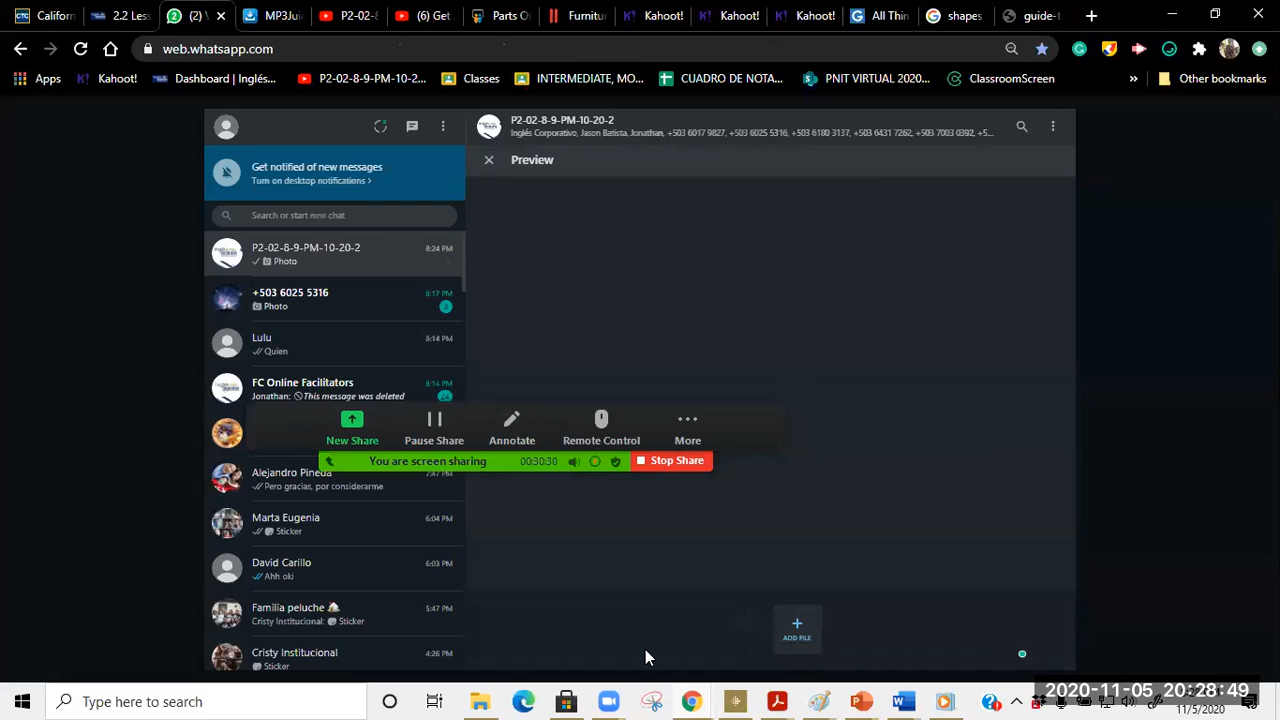 Californ
2.2 Less
(2)
MP3Juic
P2-02-8
(6) Get
Parts O
Furnitu
Kahoot!
Kahoot!
Kahoot!
All Thin
shapes
guide-t
web.whatsapp.com
Apps
Kahoot!
Dashboard | Inglés...
P2-02-8-9-PM-10-2...
Classes
INTERMEDIATE, MO...
CUADRO DE NOTA...
PNIT VIRTUAL 2020...
ClassroomScreen
Other bookmarks
P2-02-8-9-PM-10-20-2
Inglés Corporativo, Jason Batista, Jonathan, +503 6017 9827, +503 6025 5316, +503 6180 3137, +503 6431 7262, +503 7003 0392, +5...
Get notified of new messages
Turn on desktop notifications >
Preview
Search or start new chat
P2-02-8-9-PM-10-20-2 8:24 PM
Photo
+503 6025 5316 8:17 PM
Photo 2
Lulu 8:14 PM
Quien
FC Online Facilitators 8:14 PM
Jonathan: This message was deleted 24
New Share Pause Share Annotate Remote Control More
You are screen sharing 00:30:30 Stop Share
Alejandro Pineda 7:47 PM
Pero gracias, por considerarme
Marta Eugenia 6:04 PM
Sticker
David Carillo 6:03 PM
Ahh oki
Familia peluche 5:47 PM
Cristy Institucional: Sticker
Cristy Institucional 4:26 PM
Sticker
ADD FILE
Type here to search
2020-11-05 20:28:49
11/5/2020